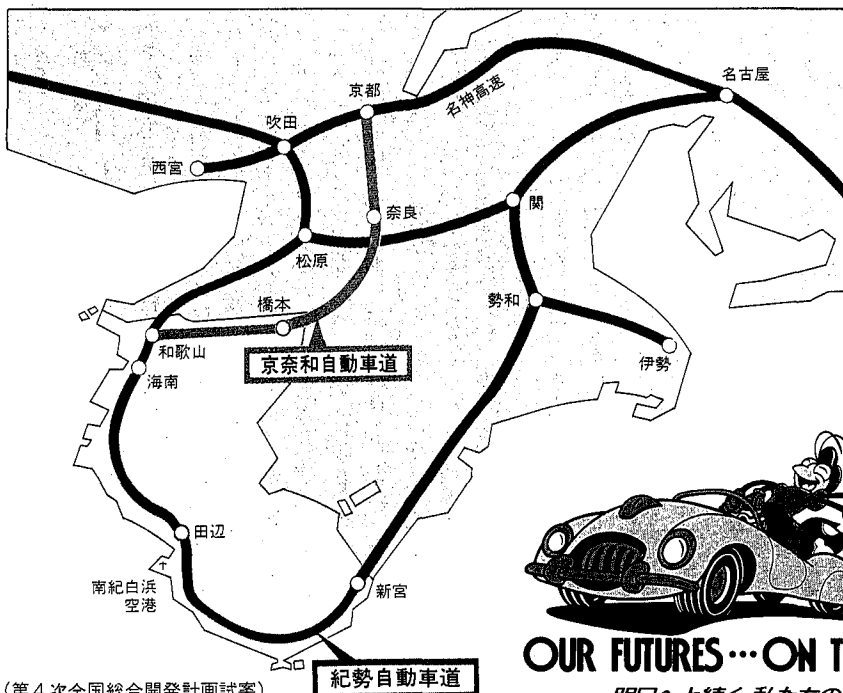 名古屋
京都
名神高速
吹田
西宮
関
奈良
松原
勢和
橋本
和歌山
京奈和自動車道
伊勢
海南
田辺
南紀白浜
空港
新宮
OUR FUTURES…ON T
紀勢自動車道
(第4次全国総合開発計画試案)